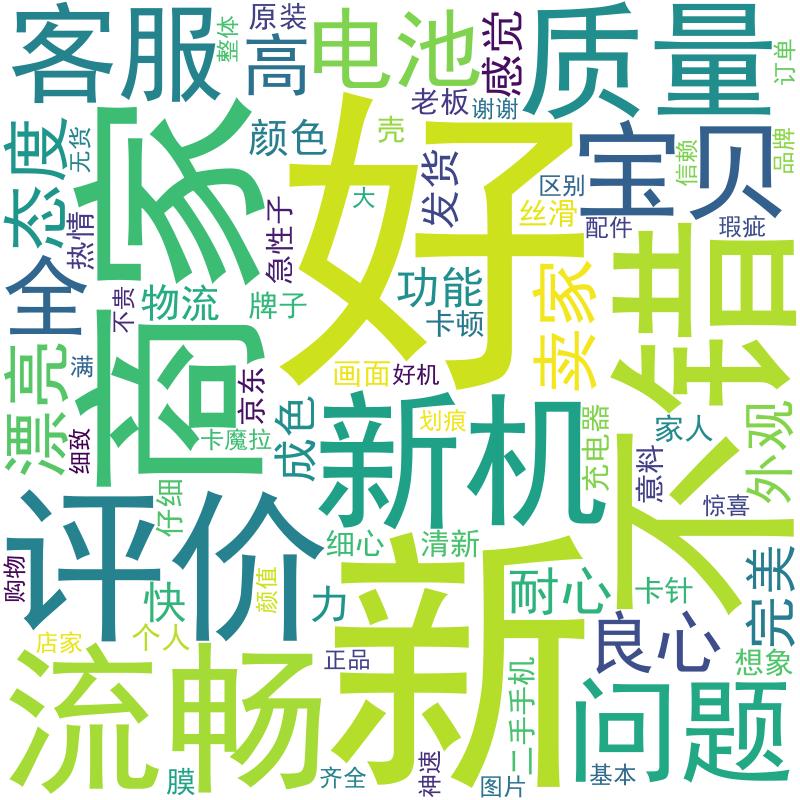 客服
整体
原装
高
电池
感觉
质量
订单
老板
谢谢
态度
无货
商家
颜色
壳
好
发货
区别
宝贝
信赖
品牌
大
丝滑
配件
瑕疵
热情
急性子
全
不贵
物流
牌子
功能
卡顿
卖家
不错
漂亮
满
画面
好机
京东
细致
卡魔拉
成色
新机
划痕
充电器
家人
外观
意料
惊喜
仔细
评价
细心
清新
购物
快
颜值
力
新
耐心
卡针
完美
店家
个人
正品
良心
想象
流畅
二手手机
问题
膜
齐全
神速
图片
基本